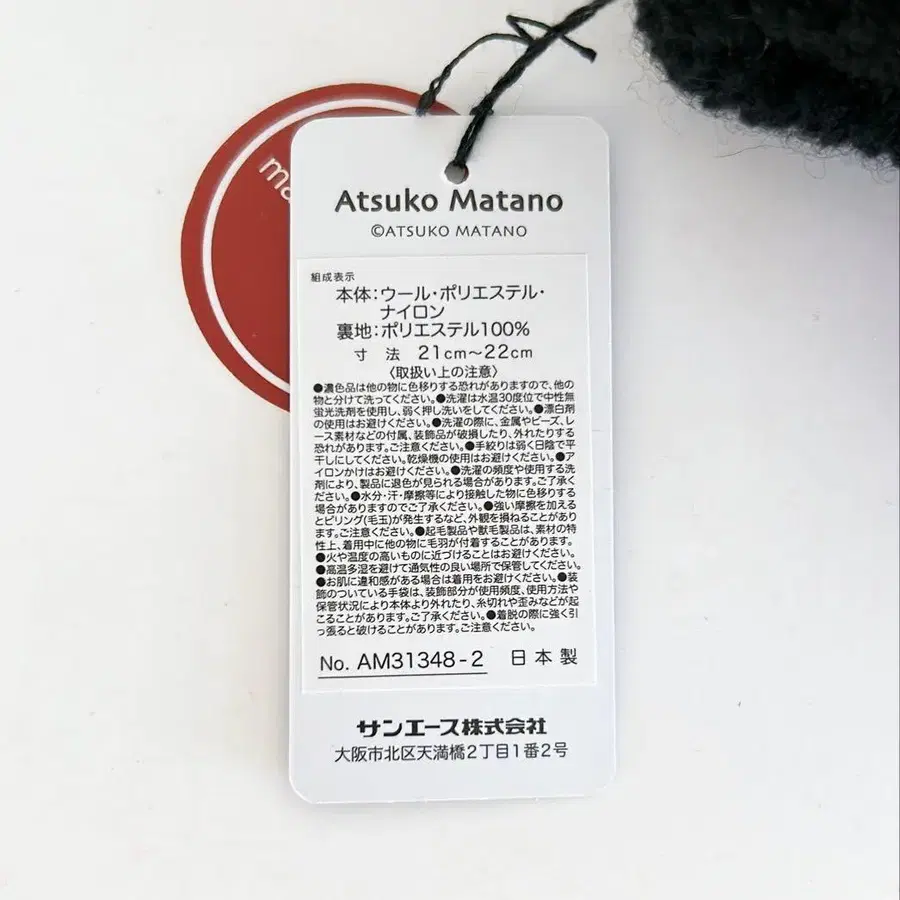 ma
Atsuko Matano
©ATSUKO MATANO
組成表示
本体：ウール・ポリエステル・
ナイロン
裏地：ポリエステル100%
寸 法 21cm〜22cm
〈取扱い上の注意〉
●濃色品は他の物に色移りする恐れがありますので、他の
物と分けて洗ってください。●洗濯は水温30度位で中性無
蛍光洗剤を使用し、弱く押し洗いをしてください。●漂白剤
の使用はお避けください。●洗濯の際に、金属やビーズ、レ
ース素材などの付属、装飾品が破損したり、外れたりする
恐れがあります。ご注意ください。●手絞りは弱く日陰で平
干しにしてください。乾燥機の使用はお避けください。●ア
イロンかけはお避けください。●洗濯の頻度や使用する洗
剤により、製品に退色が見られる場合があります。ご了承く
ださい。●水分・汗・摩擦等により接触した物に色移りする
場合がありますのでご了承ください。●強い摩擦を加える
とピリング(毛玉)が発生するなど、外観を損ねることがあり
ます。ご注意ください。●起毛製品や獣毛製品は、素材の特
性上、着用中に他の物に毛羽が付着することがあります。
●火や温度の高いものに近づけることはお避けください。
●高温多湿を避けて通気性の良い場所で保管してください。
●お肌に違和感がある場合は着用をお避けください。●装
飾のついている手袋は、装飾部分が使用頻度、使用方法や
保管状況により本体より外れたり、糸切れや歪みなどが起
こることがあります。ご了承ください。●着脱の際に強く引
っ張ると破けることがあります。ご注意ください。
No. AM31348-2 日本製
サンエース株式会社
大阪市北区天満橋2丁目1番2号